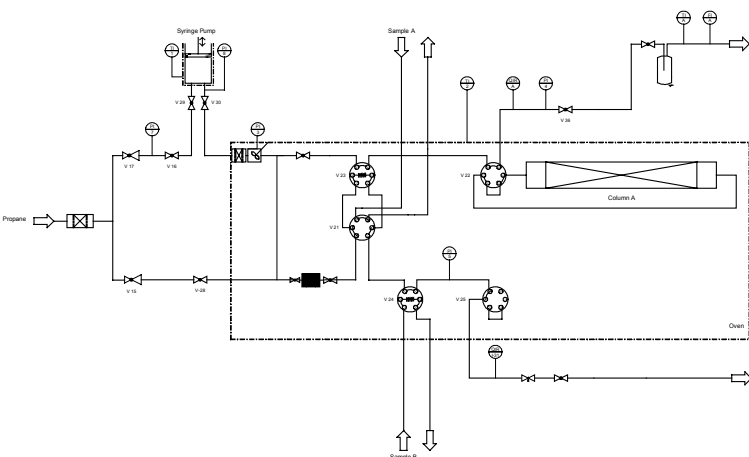 Syringe Pump
Sample A
V 29
V 30
V 36
V 17
V 16
V 23
V 22
Column A
Propane
V 21
V 15
V-28
V 24
V 25
Oven
Sample B